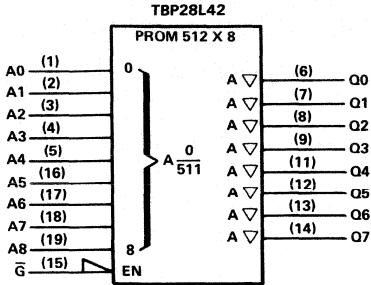 TBP28L42
PROM 512 X 8
A0 (1) 0 A ▽ (6) Q0
A1 (2) A ▽ (7) Q1
A2 (3) A ▽ (8) Q2
A3 (4) A ▽ (9) Q3
A4 (5) A 0/511 A ▽ (11) Q4
A5 (16) A ▽ (12) Q5
A6 (17) A ▽ (13) Q6
A7 (18) A ▽ (14) Q7
A8 (19) 8
G̅ (15) EN